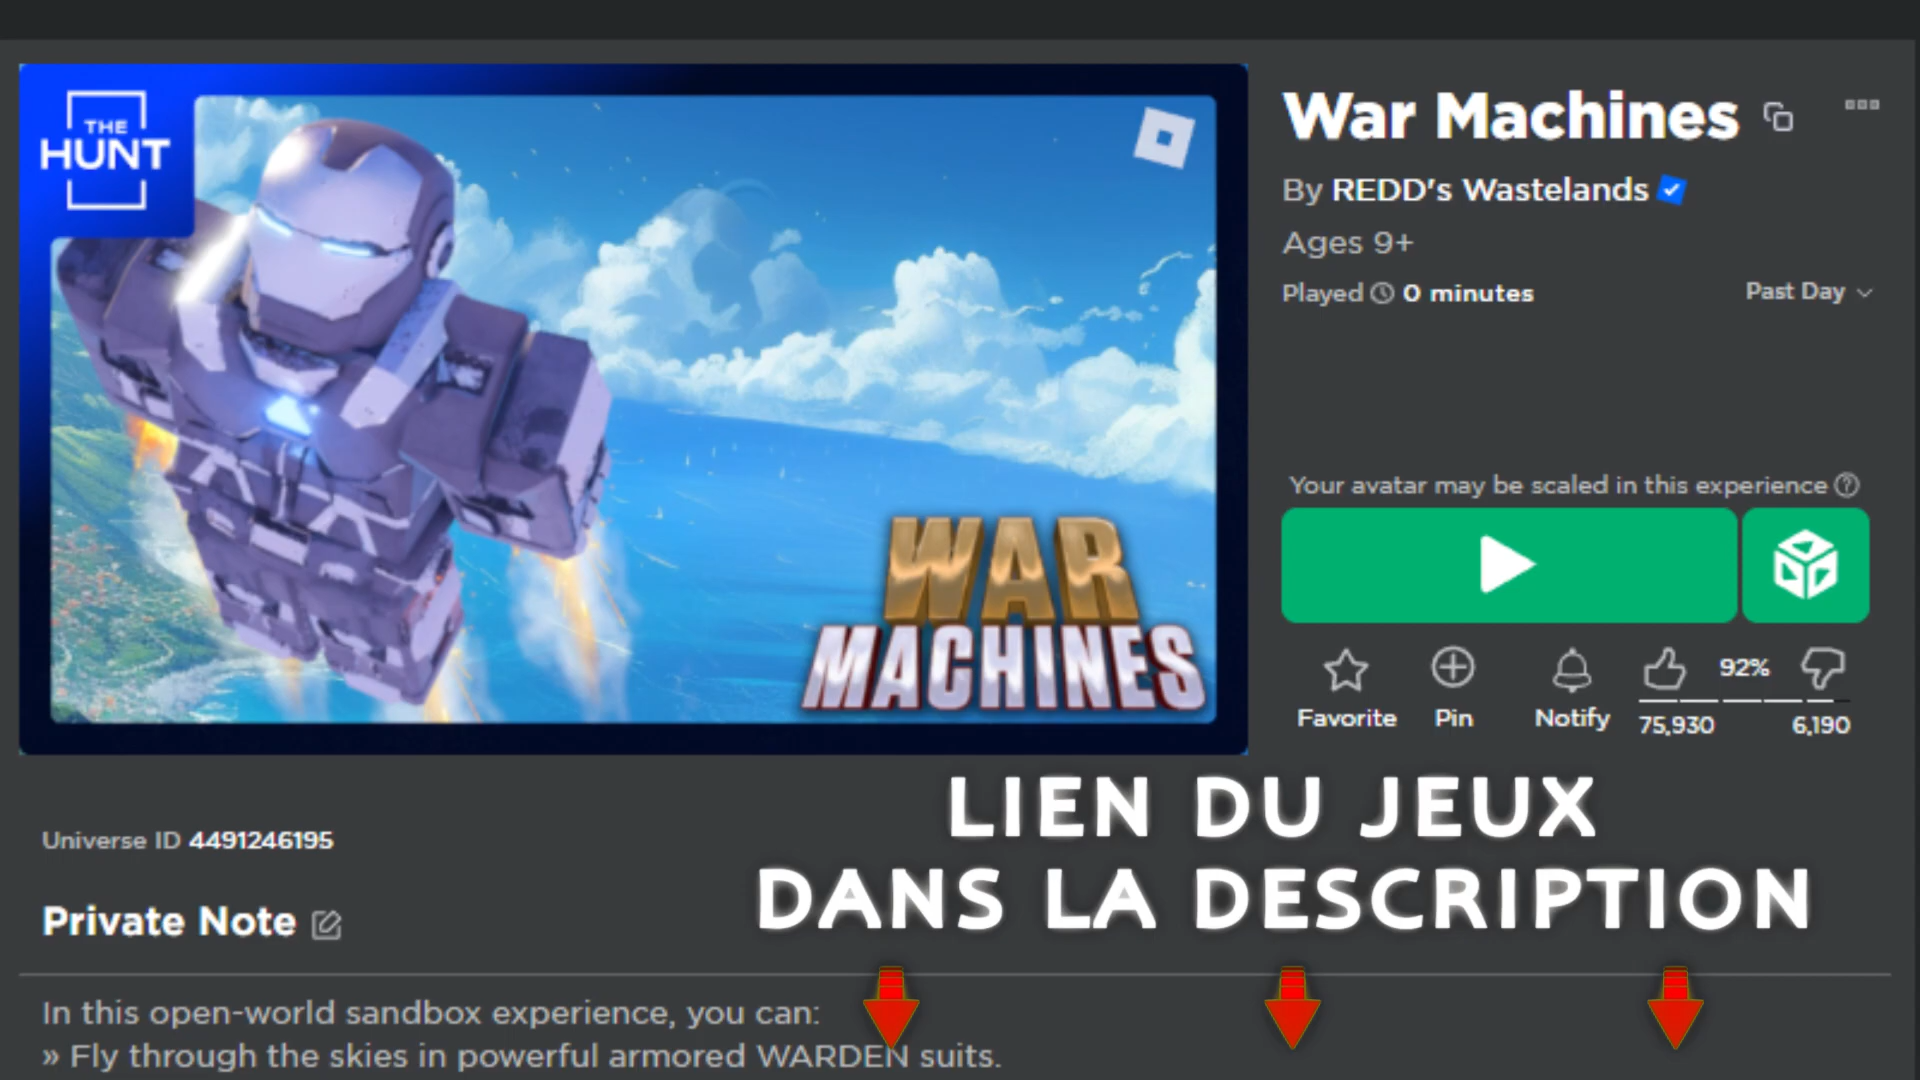 THE
HUNT
WAR
MACHINES
War Machines
By REDD's Wastelands
Ages 9+
Played 0 minutes
Past Day
Your avatar may be scaled in this experience
Favorite
Pin
Notify
92%
75,930
6,190
LIEN DU JEUX
DANS LA DESCRIPTION
Universe ID 4491246195
Private Note
In this open-world sandbox experience, you can:
» Fly through the skies in powerful armored WARDEN suits.